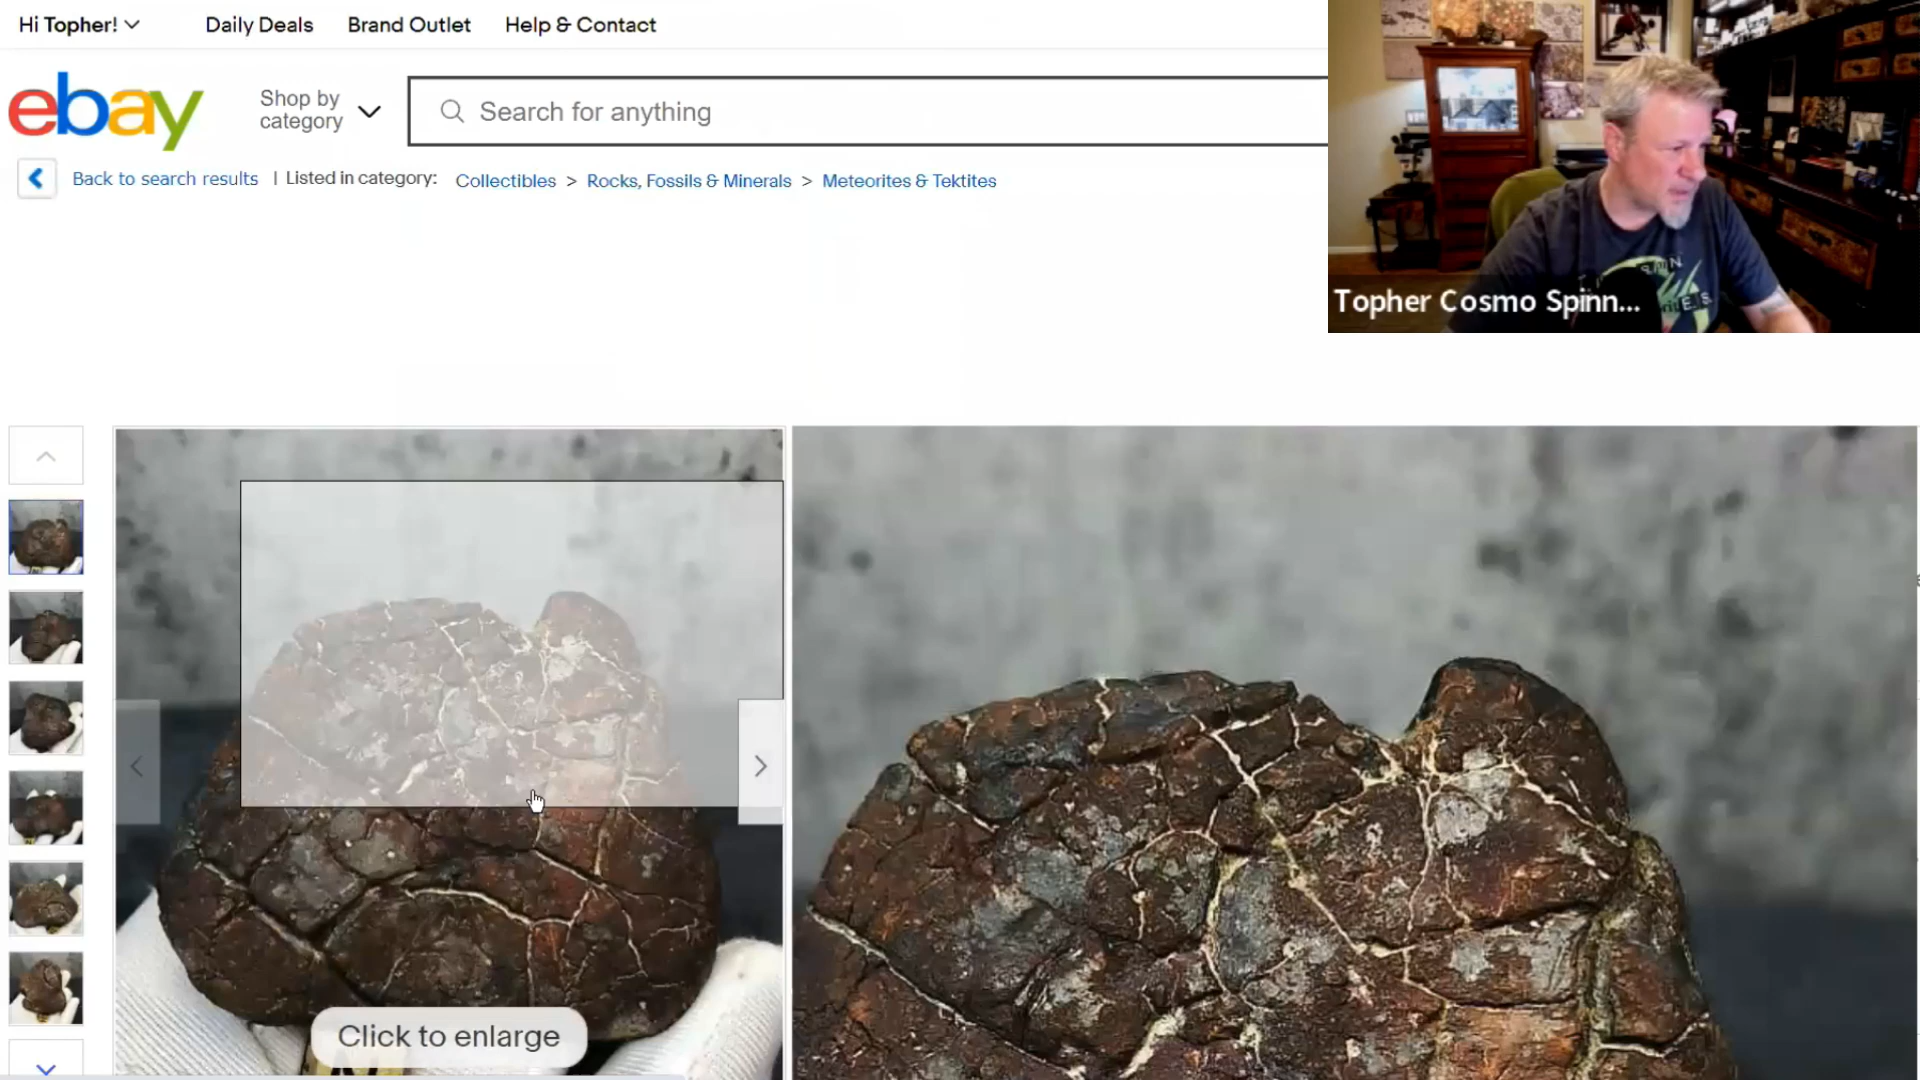 Hi Topher!
Daily Deals
Brand Outlet
Help & Contact
ebay
Shop by
category
Search for anything
Back to search results | Listed in category: Collectibles > Rocks, Fossils & Minerals > Meteorites & Tektites
Topher Cosmo Spinn...
Click to enlarge